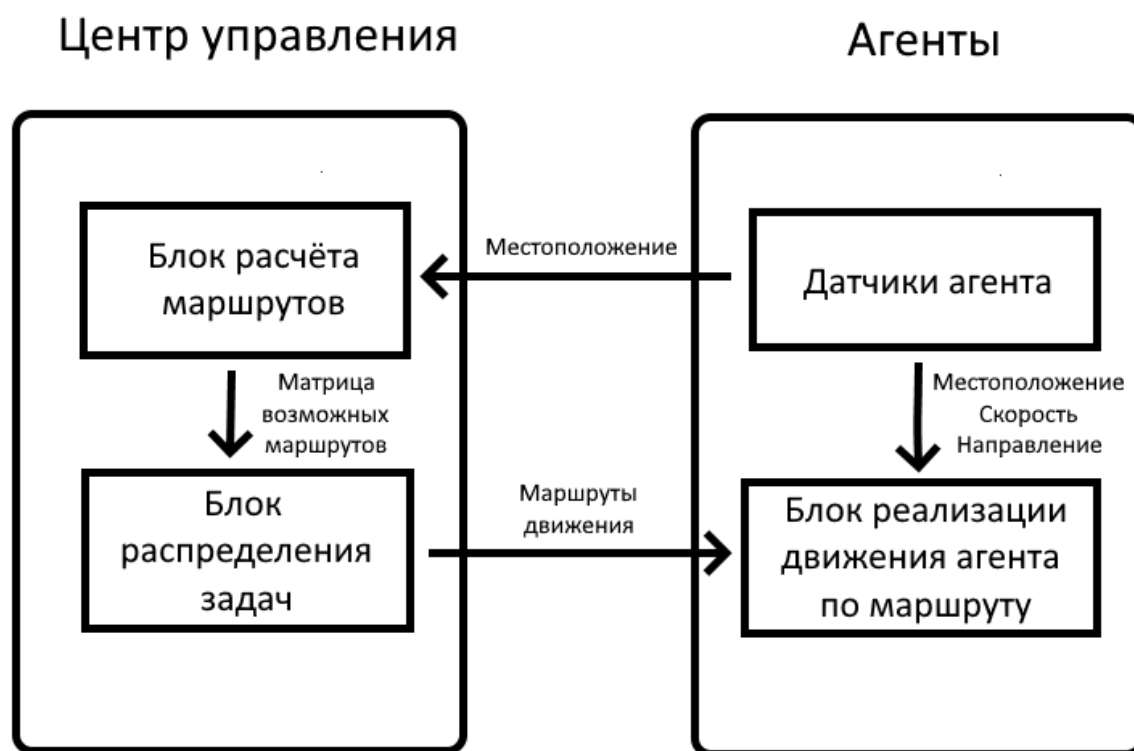 Центр управления
Агенты
Блок расчёта
маршрутов
Местоположение
Датчики агента
Матрица
возможных
маршрутов
Местоположение
Скорость
Направление
Блок
распределения
задач
Маршруты
движения
Блок реализации
движения агента
по маршруту